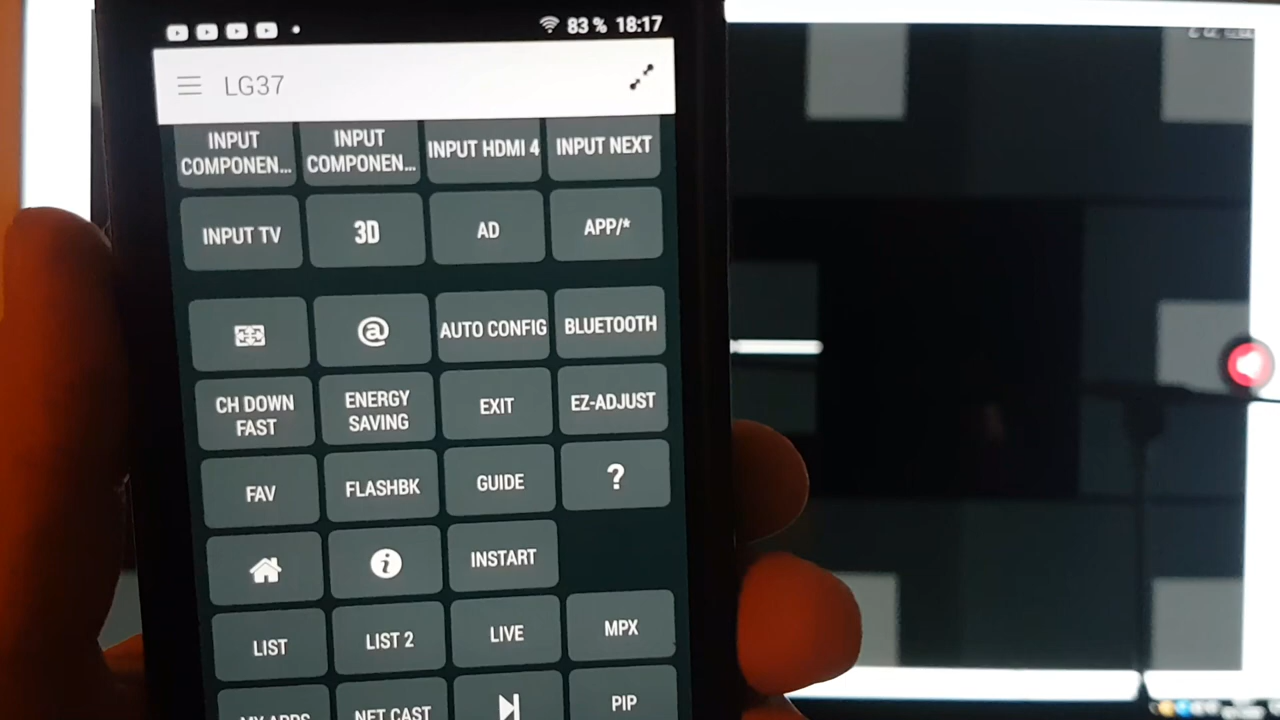 83 % 18:17
LG37
INPUT COMPONEN... INPUT COMPONEN... INPUT HDMI 4 INPUT NEXT
INPUT TV 3D AD APP/*
@ AUTO CONFIG BLUETOOTH
CH DOWN FAST ENERGY SAVING EXIT EZ-ADJUST
FAV FLASHBK GUIDE ?
i INSTART
LIST LIST 2 LIVE MPX
MY APPS NET CAST PIP